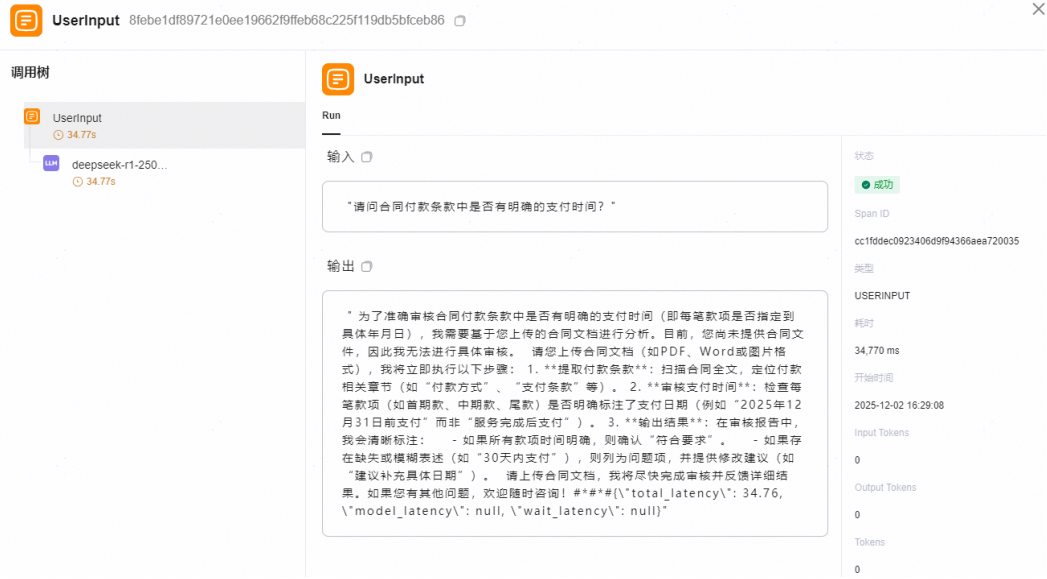 UserInput 8febe1df89721e0ee19662f9ffeb68c225f119db5bfceb86
调用树
UserInput
34.77s
LLM deepseek-r1-250...
34.77s
UserInput
Run
输入
"请问合同付款条款中是否有明确的支付时间？"
输出
" 为了准确审核合同付款条款中是否有明确的支付时间（即每笔款项是否指定到
具体年月日），我需要基于您上传的合同文档进行分析。目前，您尚未提供合同文
件，因此我无法进行具体审核。 请您上传合同文档（如PDF、Word或图片格
式），我将立即执行以下步骤： 1. **提取付款条款**：扫描合同全文，定位付款
相关章节（如“付款方式”、“支付条款”等）。 2. **审核支付时间**：检查每
笔款项（如首期款、中期款、尾款）是否明确标注了支付日期（例如“2025年12
月31日前支付”而非“服务完成后支付”）。 3. **输出结果**：在审核报告中，
我会清晰标注： - 如果所有款项时间明确，则确认“符合要求”。 - 如果存
在缺失或模糊表述（如“30天内支付”），则列为问题项，并提供修改建议（如
“建议补充具体日期”）。 请上传合同文档，我将尽快完成审核并反馈详细结
果。如果您有其他问题，欢迎随时咨询！#*#*#{\"total_latency\": 34.76,
\"model_latency\": null, \"wait_latency\": null}"
状态
成功
Span ID
cc1fddec0923406d9f94366aea720035
类型
USERINPUT
耗时
34,770 ms
开始时间
2025-12-02 16:29:08
Input Tokens
0
Output Tokens
0
Tokens
0